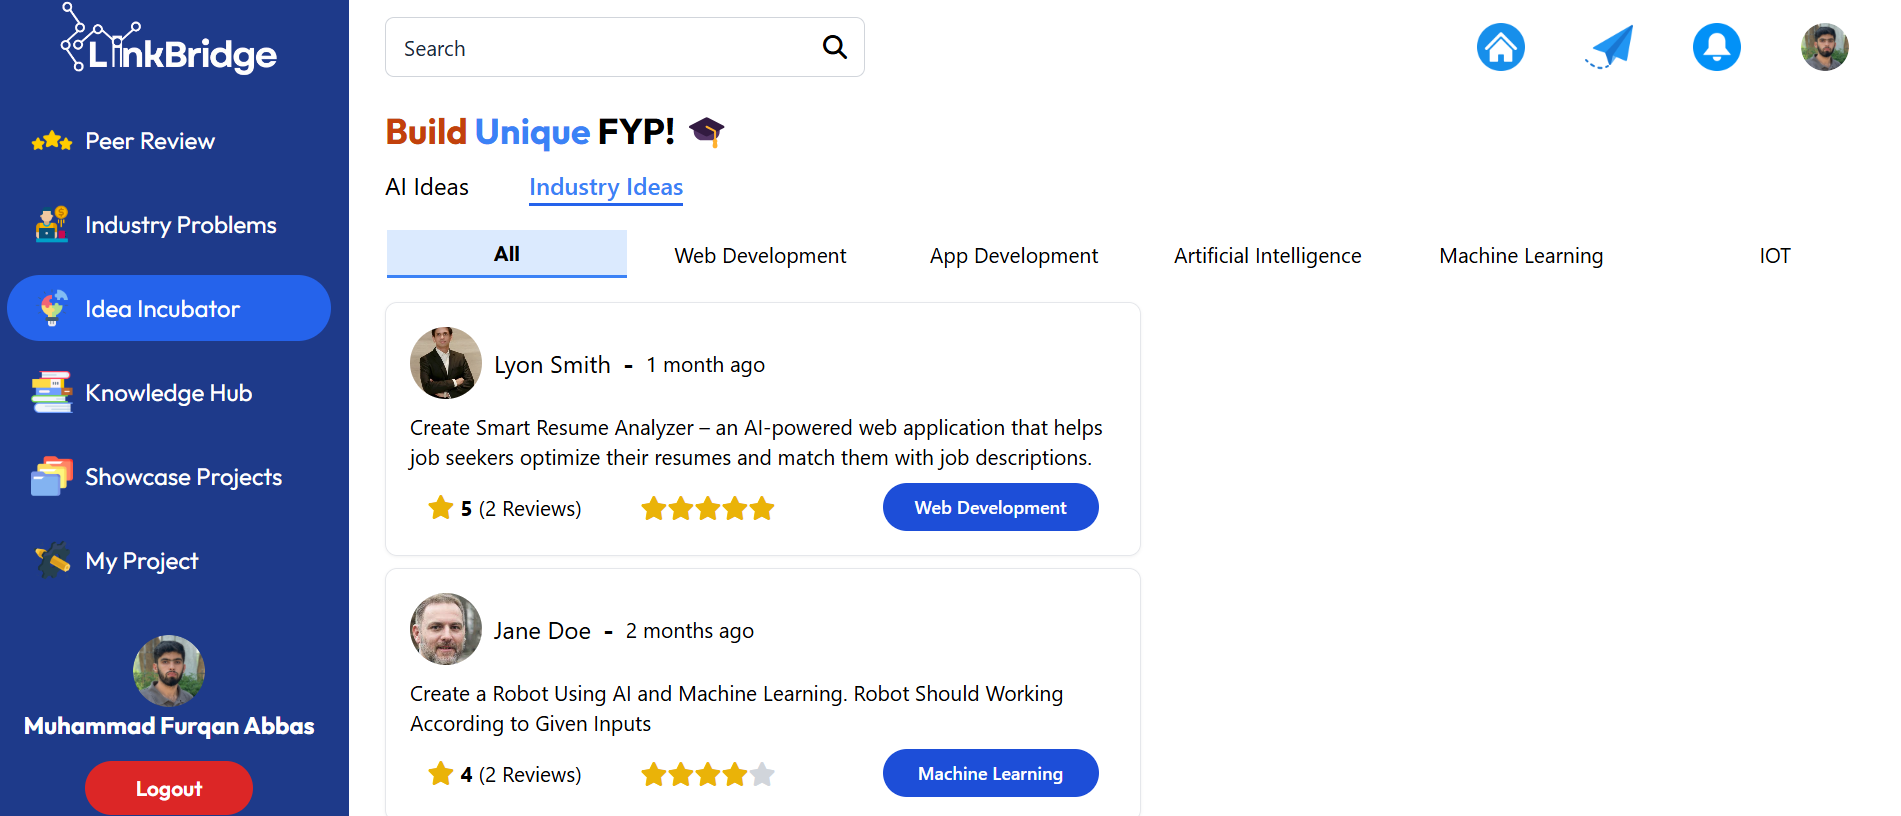 LinkBridge
Peer Review
Industry Problems
Idea Incubator
Knowledge Hub
Showcase Projects
My Project
Muhammad Furqan Abbas
Logout
Search
Build Unique FYP!
AI Ideas
Industry Ideas
All
Web Development
App Development
Artificial Intelligence
Machine Learning
IOT
Lyon Smith - 1 month ago
Create Smart Resume Analyzer – an AI-powered web application that helps
job seekers optimize their resumes and match them with job descriptions.
5 (2 Reviews)
Web Development
Jane Doe - 2 months ago
Create a Robot Using AI and Machine Learning. Robot Should Working
According to Given Inputs
4 (2 Reviews)
Machine Learning